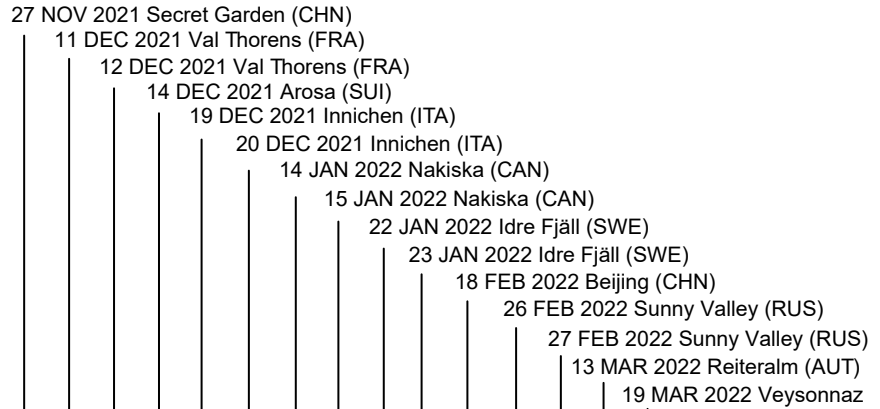 27 NOV 2021 Secret Garden (CHN)
11 DEC 2021 Val Thorens (FRA)
12 DEC 2021 Val Thorens (FRA)
14 DEC 2021 Arosa (SUI)
19 DEC 2021 Innichen (ITA)
20 DEC 2021 Innichen (ITA)
14 JAN 2022 Nakiska (CAN)
15 JAN 2022 Nakiska (CAN)
22 JAN 2022 Idre Fjäll (SWE)
23 JAN 2022 Idre Fjäll (SWE)
18 FEB 2022 Beijing (CHN)
26 FEB 2022 Sunny Valley (RUS)
27 FEB 2022 Sunny Valley (RUS)
13 MAR 2022 Reiteralm (AUT)
19 MAR 2022 Veysonnaz